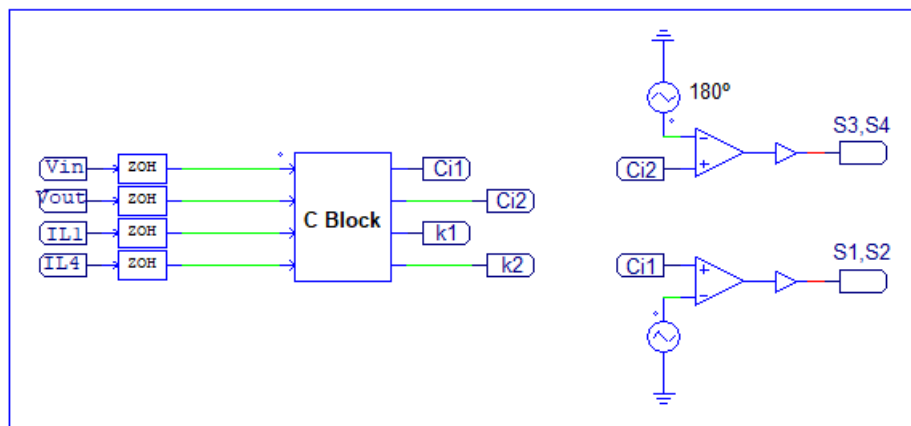 Vin
ZOH
Vout
ZOH
IL1
ZOH
IL4
ZOH
C Block
Ci1
Ci2
k1
k2
180º
S3,S4
Ci2
−
+
S1,S2
Ci1
+
−